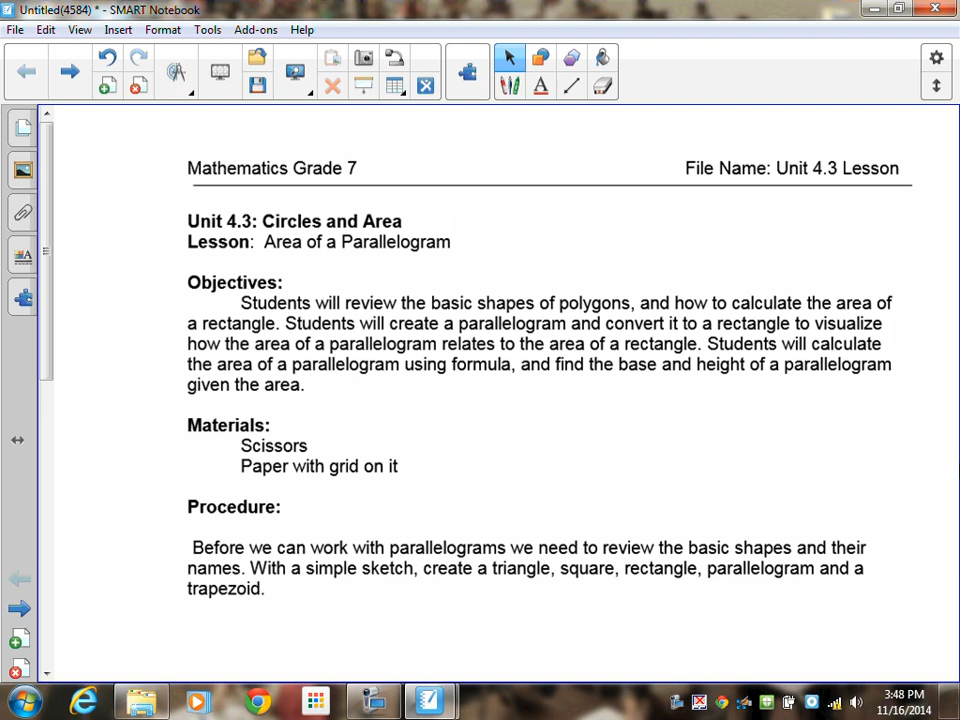 Untitled(4584) * - SMART Notebook
File Edit View Insert Format Tools Add-ons Help
Mathematics Grade 7 File Name: Unit 4.3 Lesson
Unit 4.3: Circles and Area
Lesson: Area of a Parallelogram
Objectives:
Students will review the basic shapes of polygons, and how to calculate the area of
a rectangle. Students will create a parallelogram and convert it to a rectangle to visualize
how the area of a parallelogram relates to the area of a rectangle. Students will calculate
the area of a parallelogram using formula, and find the base and height of a parallelogram
given the area.
Materials:
Scissors
Paper with grid on it
Procedure:
Before we can work with parallelograms we need to review the basic shapes and their
names. With a simple sketch, create a triangle, square, rectangle, parallelogram and a
trapezoid.
3:48 PM
11/16/2014